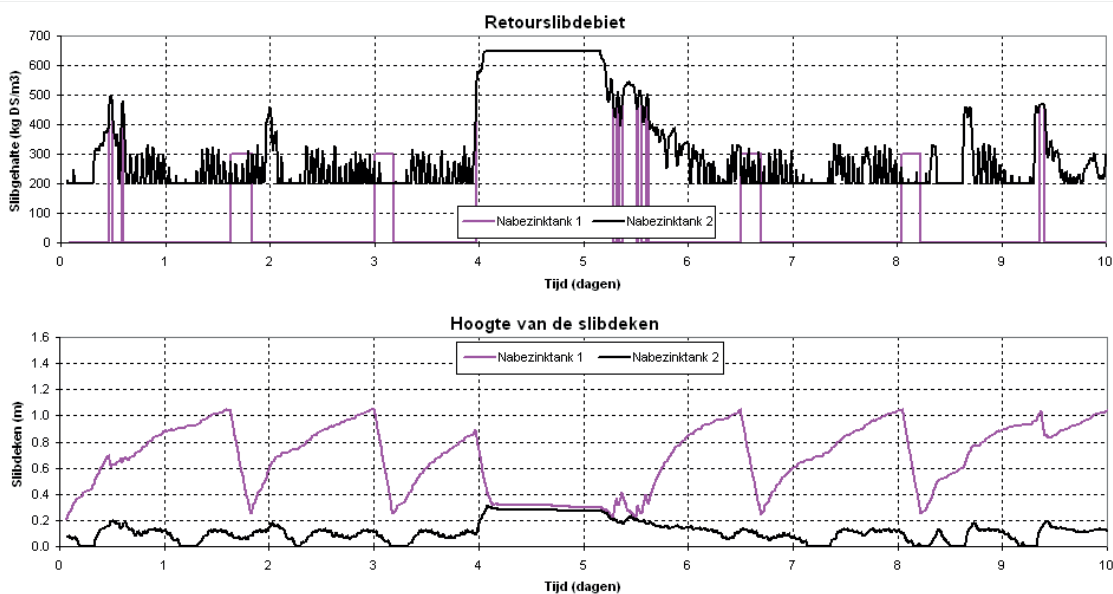 Retourslibdebiet
Slibgehalte (kg DS/m3)
700
600
500
400
300
200
100
0
Nabezinktank 1 Nabezinktank 2
0 1 2 3 4 5 6 7 8 9 10
Tijd (dagen)
Hoogte van de slibdeken
Slibdeken (m)
1.6
1.4
1.2
1.0
0.8
0.6
0.4
0.2
0.0
Nabezinktank 1 Nabezinktank 2
0 1 2 3 4 5 6 7 8 9 10
Tijd (dagen)